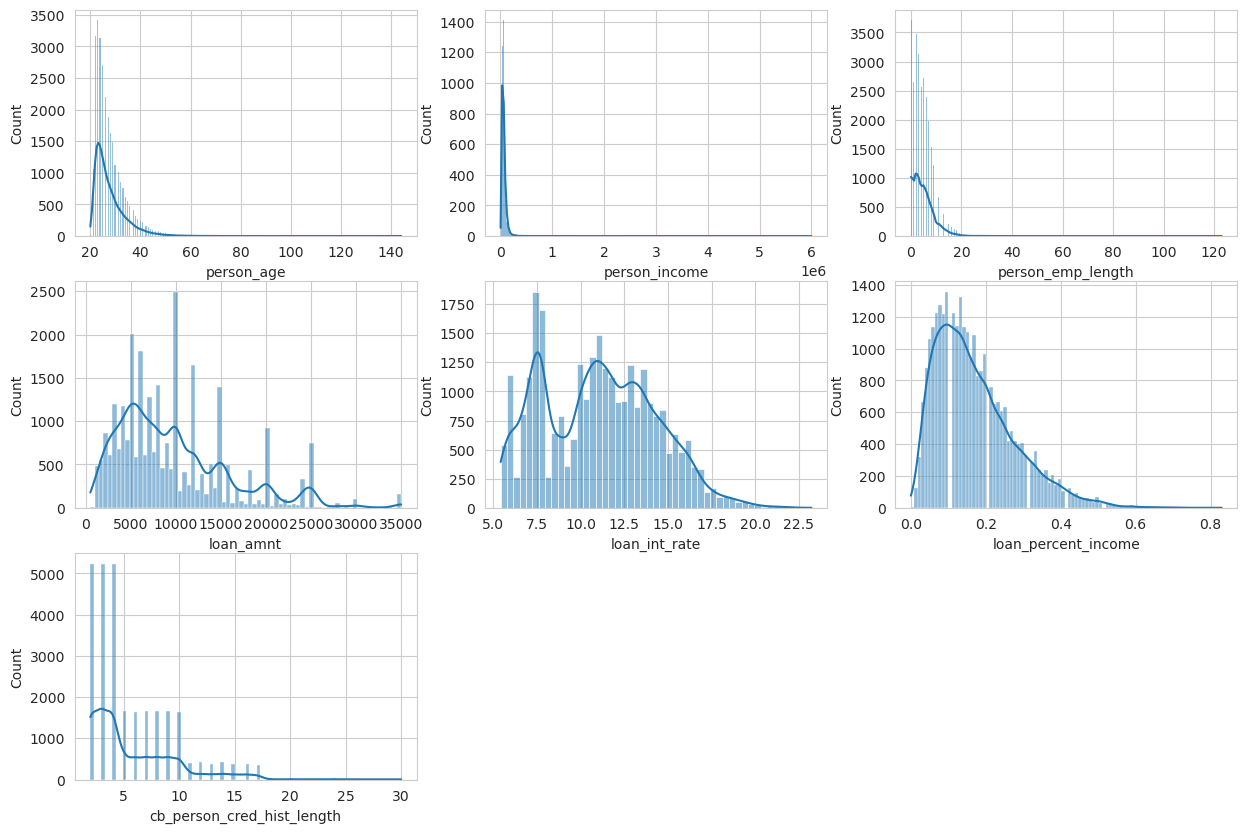 3500
3000
2500
2000
1500
1000
500
0
Count
20 40 60 80 100 120 140
person_age
1400
1200
1000
800
600
400
200
0
Count
0 1 2 3 4 5 6
1e6
person_income
3500
3000
2500
2000
1500
1000
500
0
Count
0 20 40 60 80 100 120
person_emp_length
2500
2000
1500
1000
500
0
Count
0 5000 10000 15000 20000 25000 30000 35000
loan_amnt
1750
1500
1250
1000
750
500
250
0
Count
5.0 7.5 10.0 12.5 15.0 17.5 20.0 22.5
loan_int_rate
1400
1200
1000
800
600
400
200
0
Count
0.0 0.2 0.4 0.6 0.8
loan_percent_income
5000
4000
3000
2000
1000
0
Count
5 10 15 20 25 30
cb_person_cred_hist_length